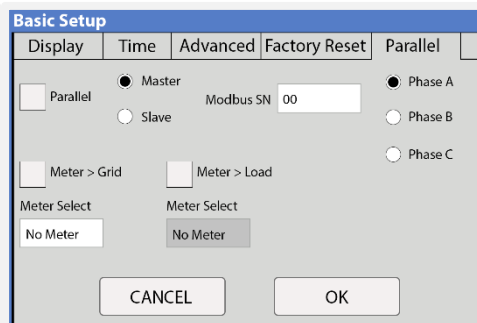 Basic Setup
Display Time Advanced Factory Reset Parallel
Parallel
Master
Slave
Modbus SN 00
Phase A
Phase B
Phase C
Meter > Grid Meter > Load
Meter Select Meter Select
No Meter No Meter
CANCEL OK